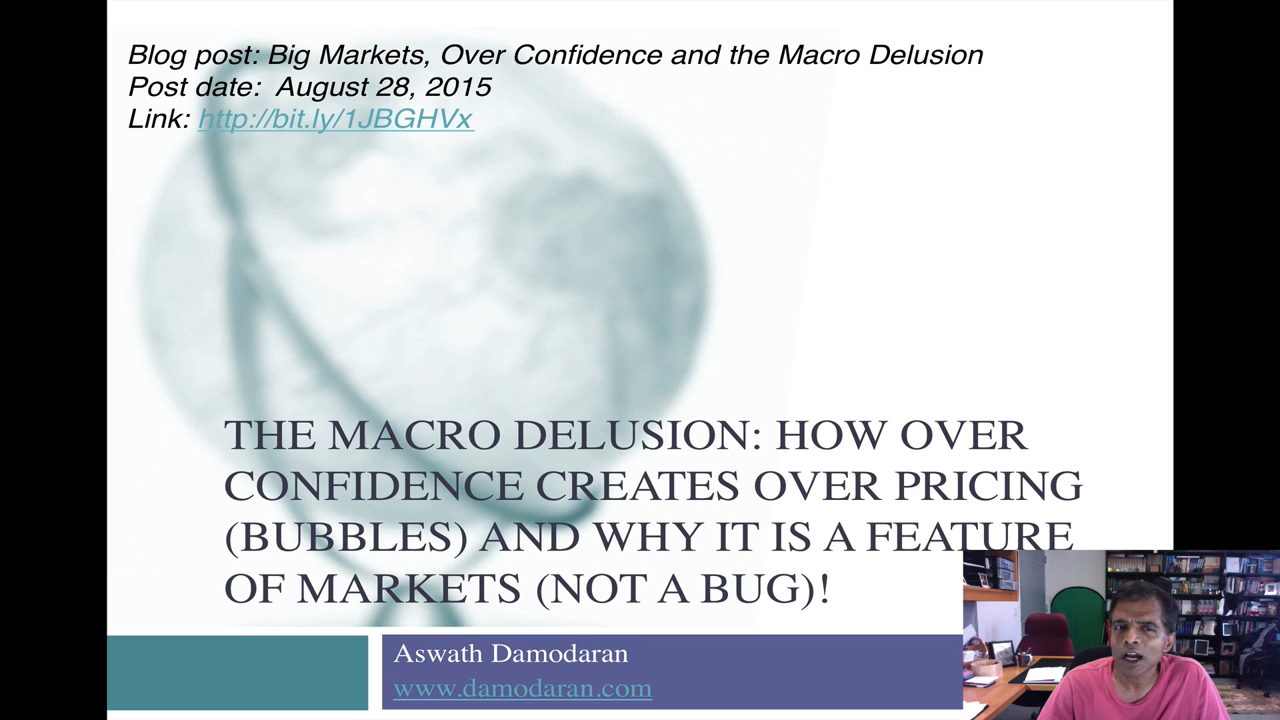 Blog post: Big Markets, Over Confidence and the Macro Delusion
Post date: August 28, 2015
Link: http://bit.ly/1JBGHVx
THE MACRO DELUSION: HOW OVER
CONFIDENCE CREATES OVER PRICING
(BUBBLES) AND WHY IT IS A FEATURE
OF MARKETS (NOT A BUG)!
Aswath Damodaran
www.damodaran.com